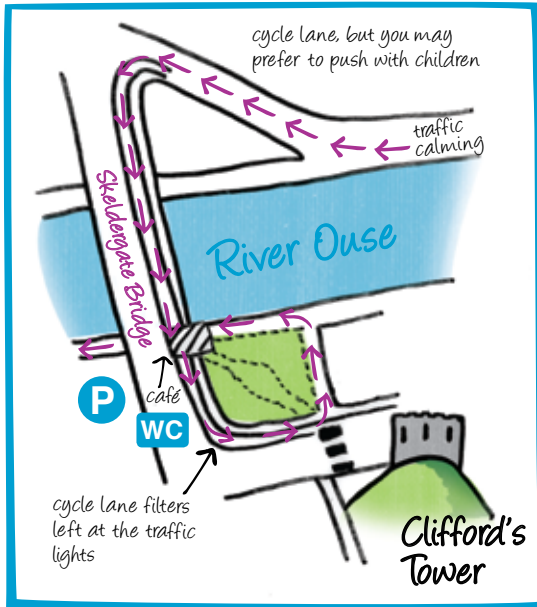 cycle lane, but you may
prefer to push with children
traffic
calming
Skeldergate Bridge
River Ouse
P
café
WC
cycle lane filters
left at the traffic
lights
Clifford's
Tower